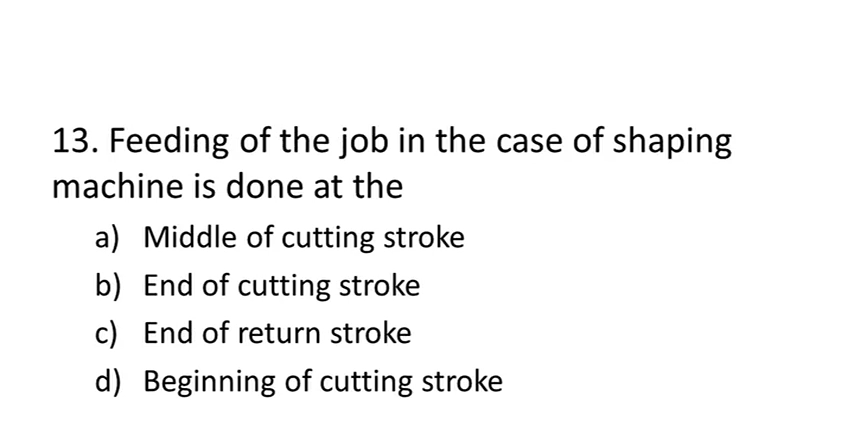 13. Feeding of the job in the case of shaping
machine is done at the
a) Middle of cutting stroke
b) End of cutting stroke
c) End of return stroke
d) Beginning of cutting stroke